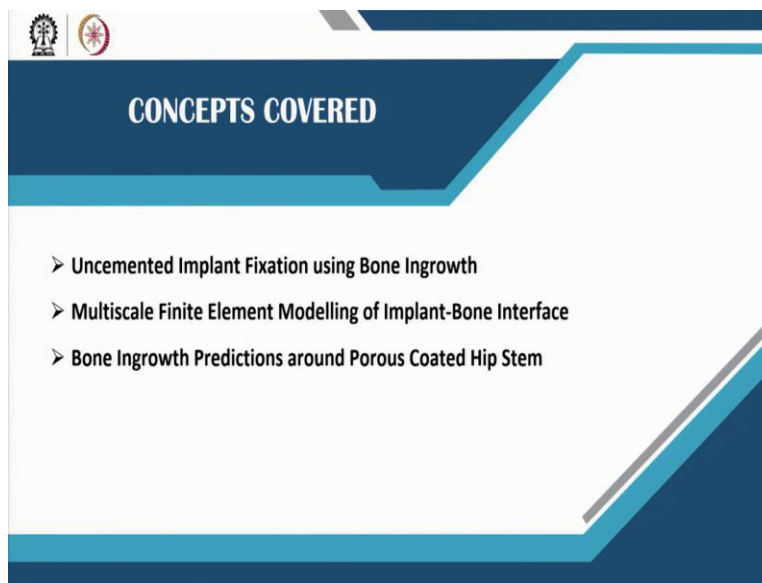 CONCEPTS COVERED
➢ Uncemented Implant Fixation using Bone Ingrowth
➢ Multiscale Finite Element Modelling of Implant-Bone Interface
➢ Bone Ingrowth Predictions around Porous Coated Hip Stem